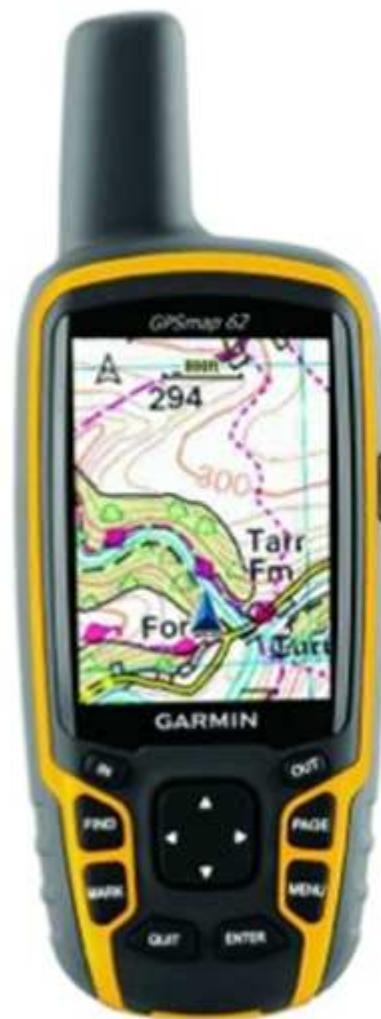 GPSmap 62
800ft
294
300
Tarr
Fm
For
GARMIN
IN
OUT
FIND
PAGE
MARK
MENU
QUIT
ENTER